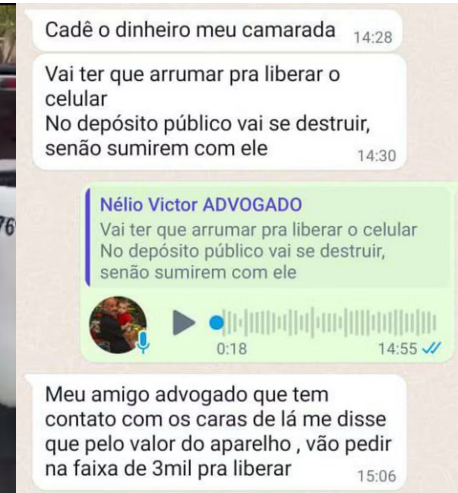 Cadê o dinheiro meu camarada 14:28
Vai ter que arrumar pra liberar o
celular
No depósito público vai se destruir,
senão sumirem com ele 14:30
Nélio Victor ADVOGADO
Vai ter que arrumar pra liberar o celular
No depósito público vai se destruir,
senão sumirem com ele
0:18 14:55
Meu amigo advogado que tem
contato com os caras de lá me disse
que pelo valor do aparelho , vão pedir
na faixa de 3mil pra liberar 15:06